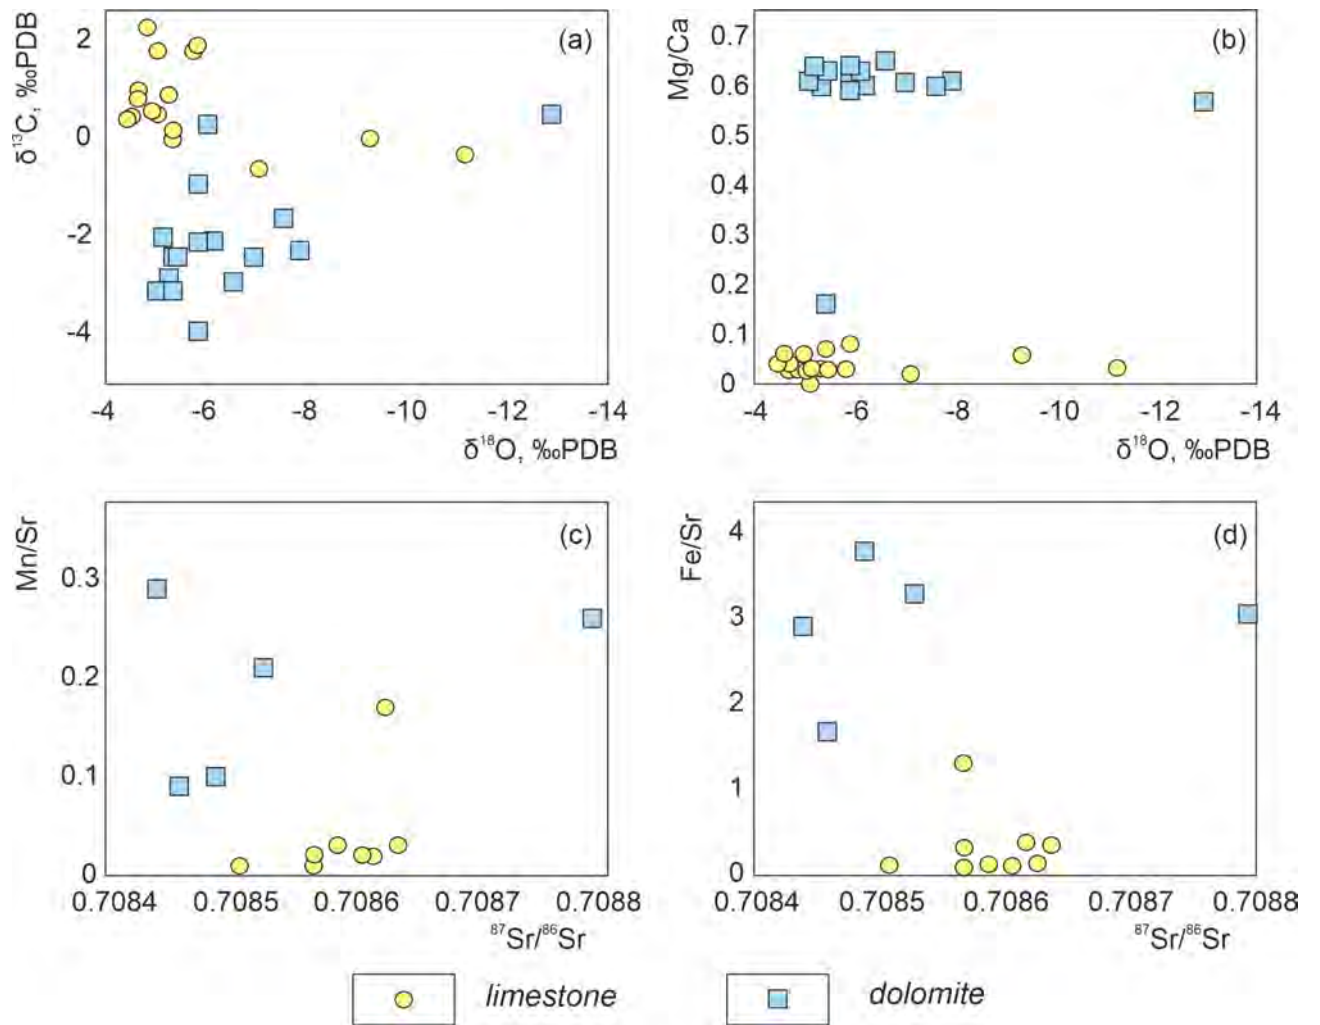 (a)
δ¹³C, ‰PDB
2
0
-2
-4
-4 -6 -8 -10 -12 -14
δ¹⁸O, ‰PDB
(b)
Mg/Ca
0.7
0.6
0.5
0.4
0.3
0.2
0.1
0
-4 -6 -8 -10 -12 -14
δ¹⁸O, ‰PDB
(c)
Mn/Sr
0.3
0.2
0.1
0
0.7084 0.7085 0.7086 0.7087 0.7088
⁸⁷Sr/⁸⁶Sr
(d)
Fe/Sr
4
3
2
1
0
0.7084 0.7085 0.7086 0.7087 0.7088
⁸⁷Sr/⁸⁶Sr
limestone
dolomite